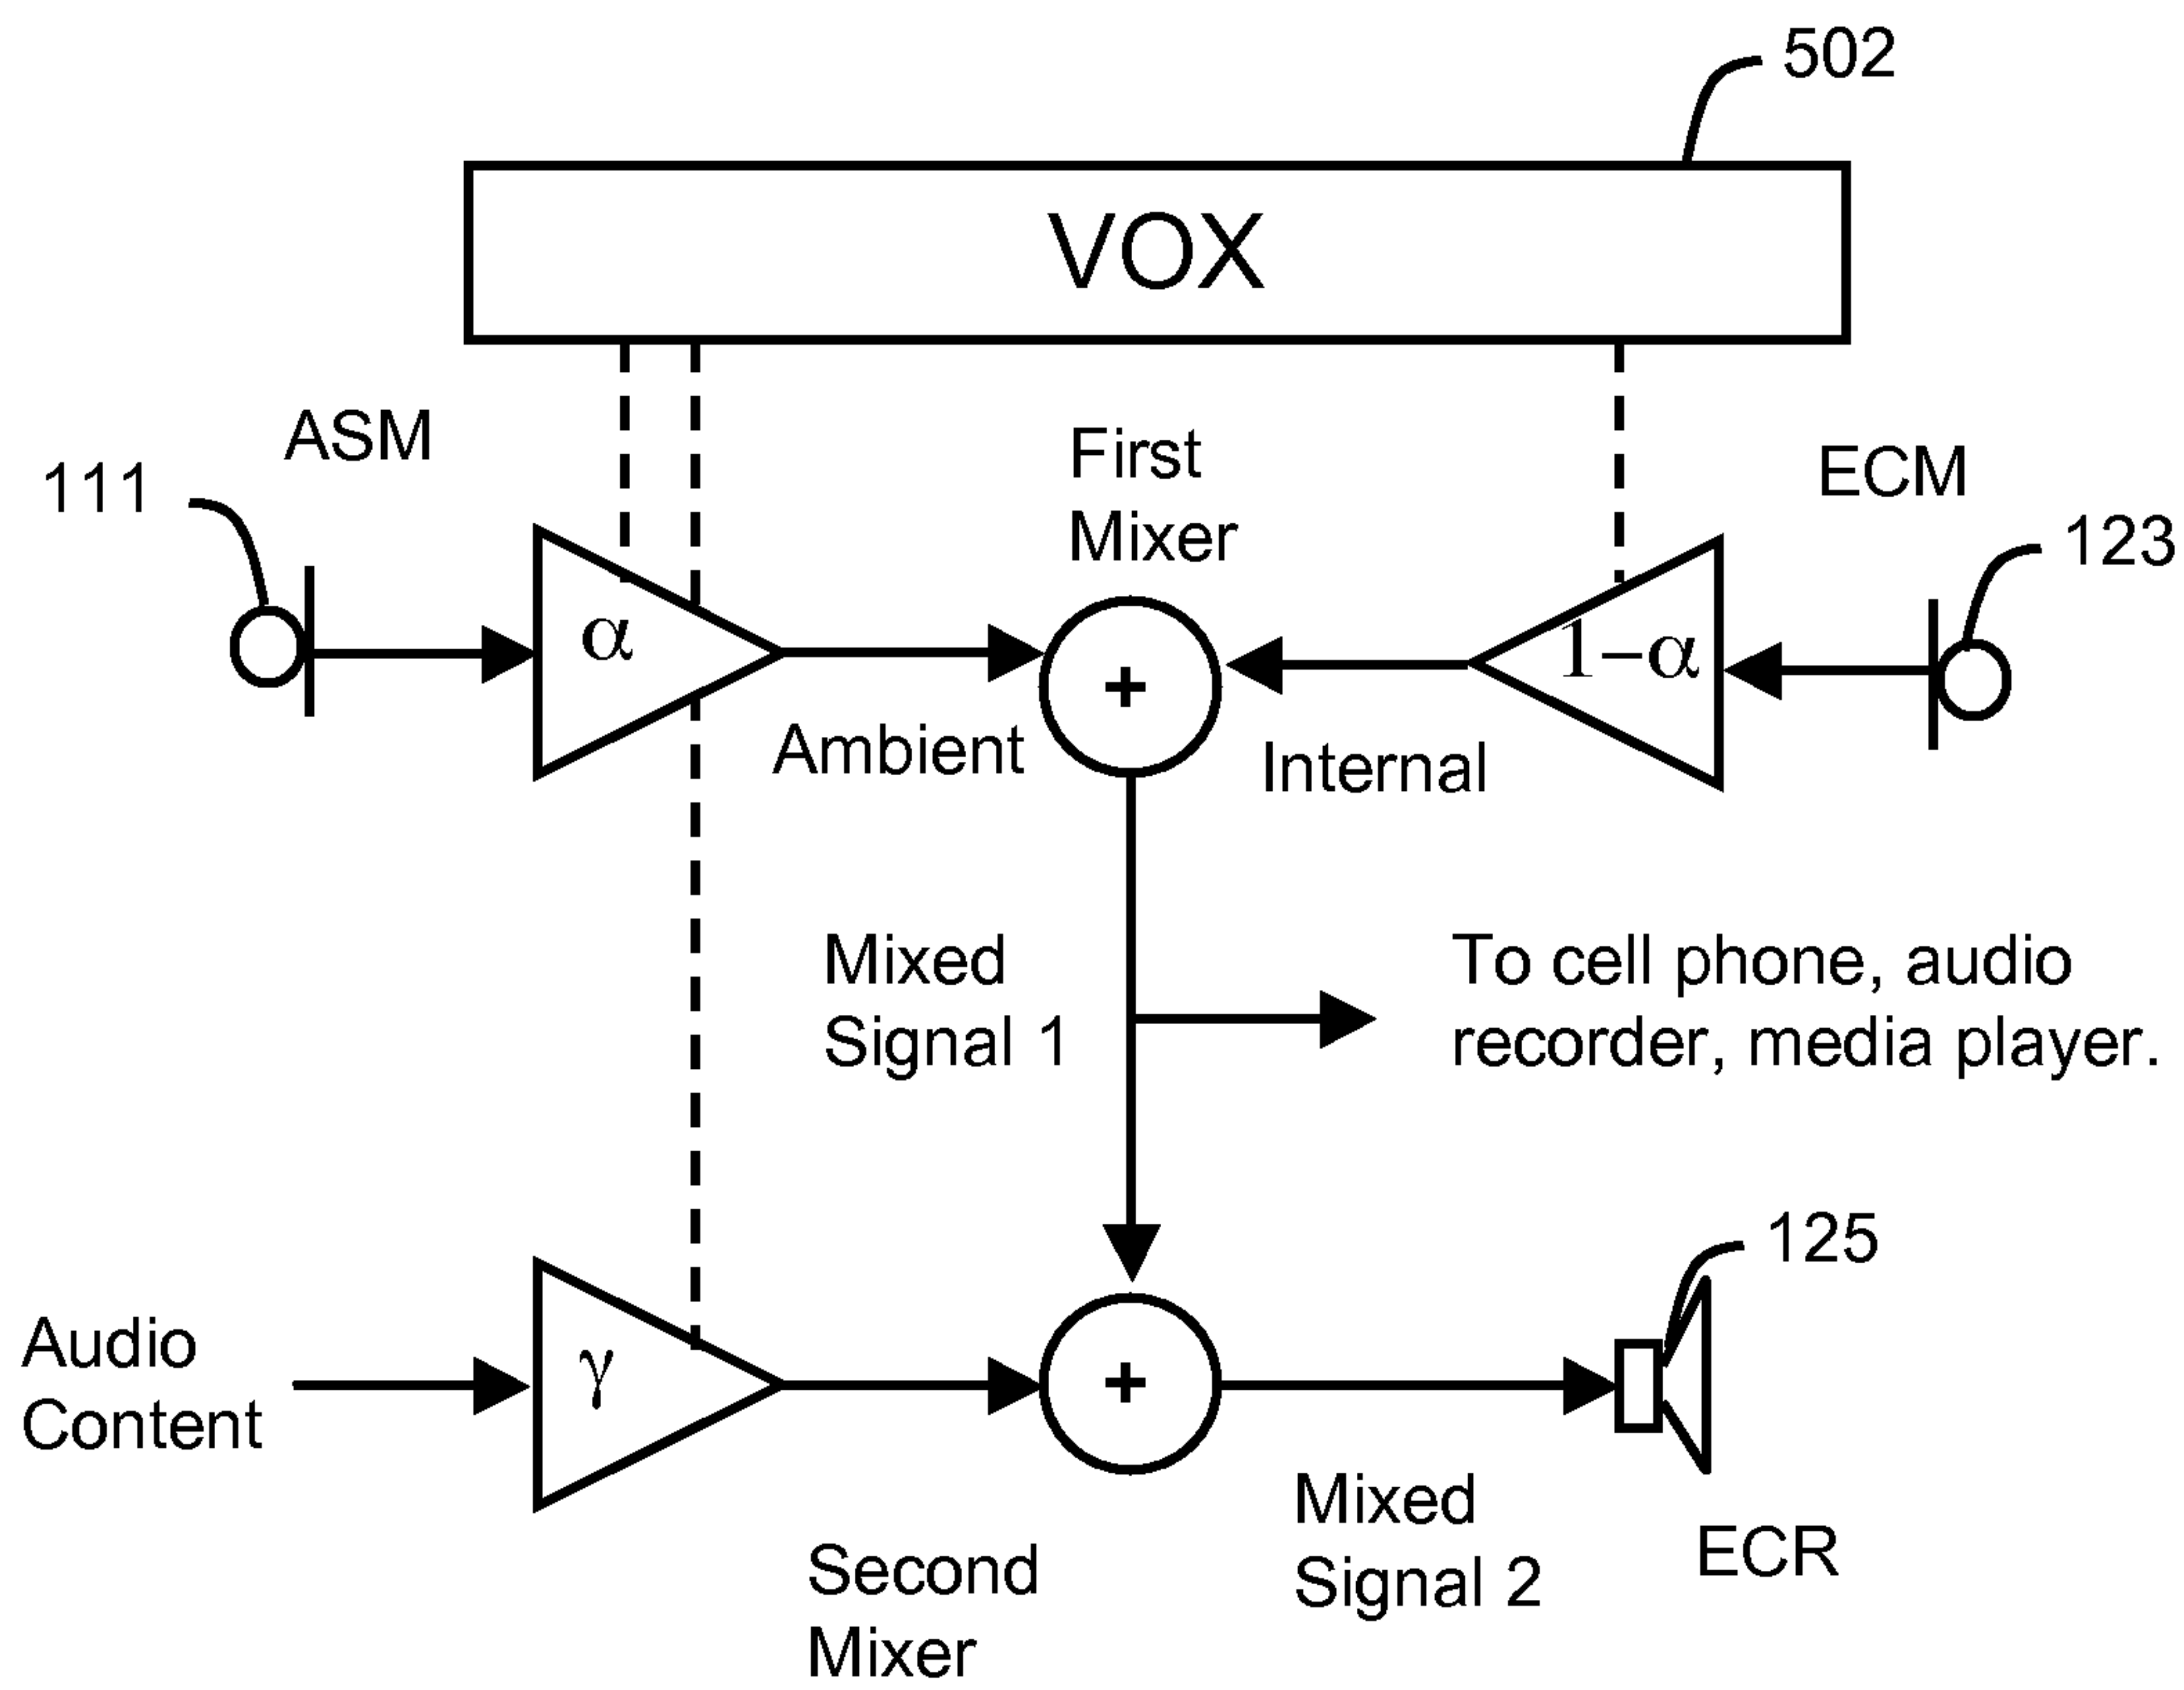 502
VOX
ASM
111
First
Mixer
ECM
123
α
+
1–α
Ambient
Internal
Mixed
Signal 1
To cell phone, audio
recorder, media player.
125
Audio
Content
γ
+
Mixed
Signal 2
ECR
Second
Mixer